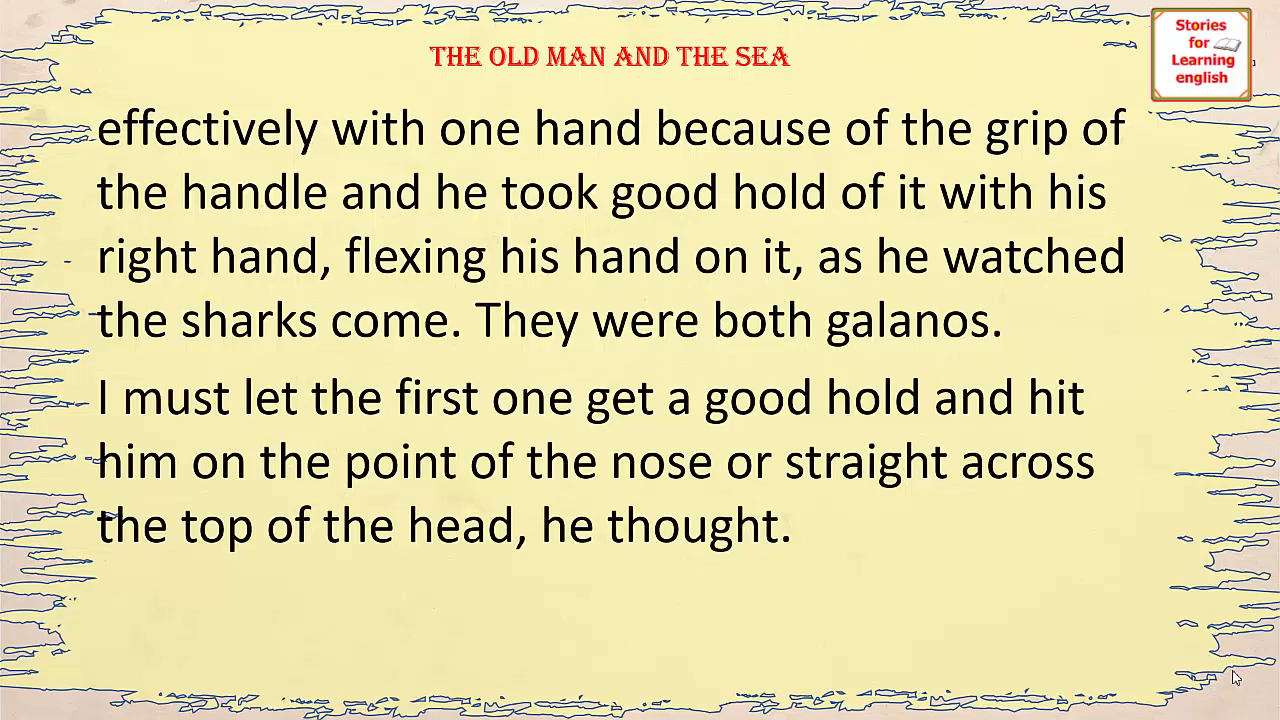 THE OLD MAN AND THE SEA
Stories
for
Learning
english
effectively with one hand because of the grip of
the handle and he took good hold of it with his
right hand, flexing his hand on it, as he watched
the sharks come. They were both galanos.
I must let the first one get a good hold and hit
him on the point of the nose or straight across
the top of the head, he thought.